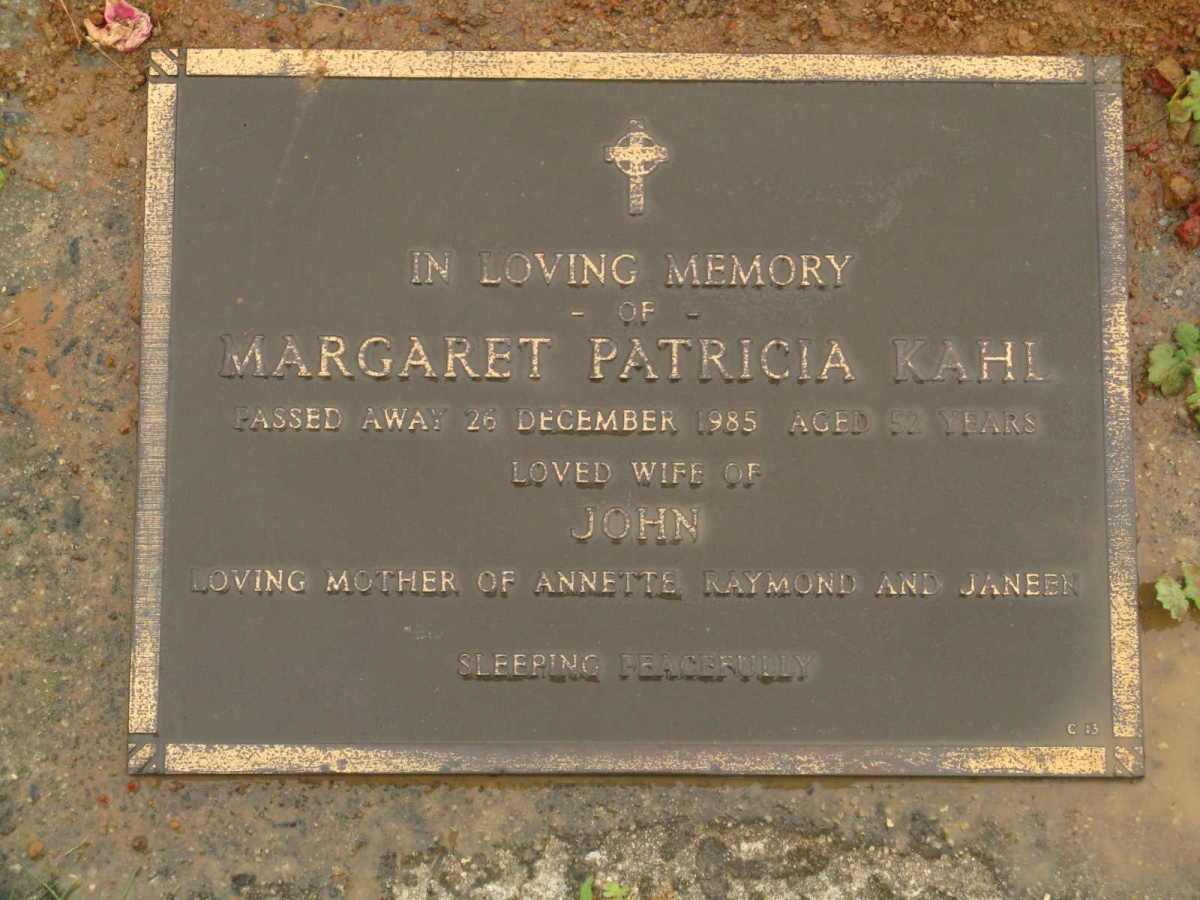 IN LOVING MEMORY
- OF -
MARGARET PATRICIA KAHL
PASSED AWAY 26 DECEMBER 1985 AGED 52 YEARS
LOVED WIFE OF
JOHN
LOVING MOTHER OF ANNETTE, RAYMOND AND JANEEN
SLEEPING PEACEFULLY
C 13